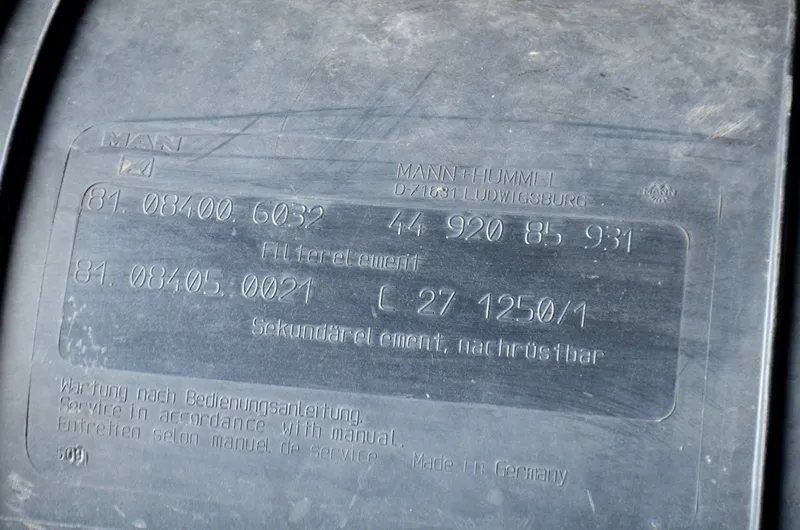 MAN
MANN+HUMMEL
D-71631 LUDWIGSBURG
MANN
81. 08400. 6032 44 920 85 931
Filterelement
81. 08405. 0021 C 27 1250/1
Sekundärelement, nachrüstbar
Wartung nach Bedienungsanleitung.
Service in accordance with manual.
Entretien selon manuel de service. Made in Germany